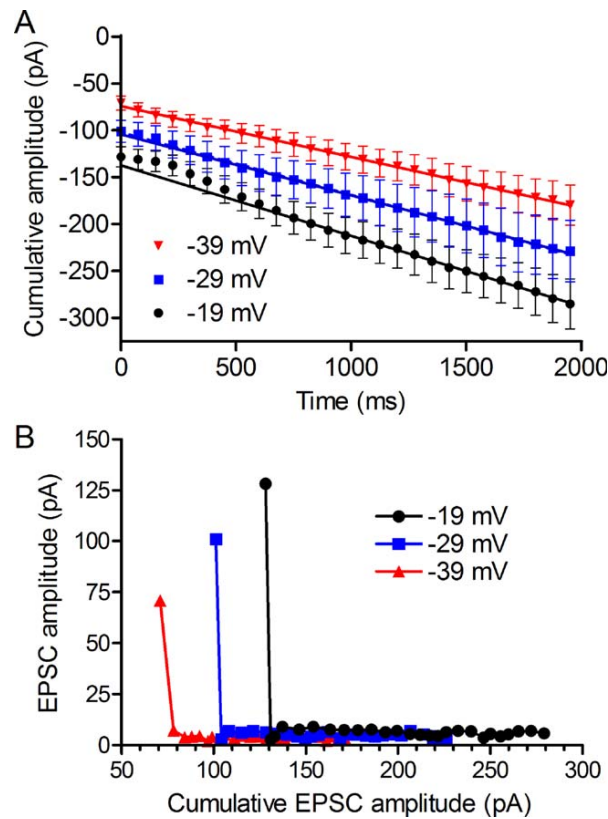 A
Cumulative amplitude (pA)
0
-50
-100
-150
-200
-250
-300
-39 mV
-29 mV
-19 mV
0 500 1000 1500 2000
Time (ms)
B
EPSC amplitude (pA)
150
125
100
75
50
25
0
-19 mV
-29 mV
-39 mV
50 100 150 200 250 300
Cumulative EPSC amplitude (pA)